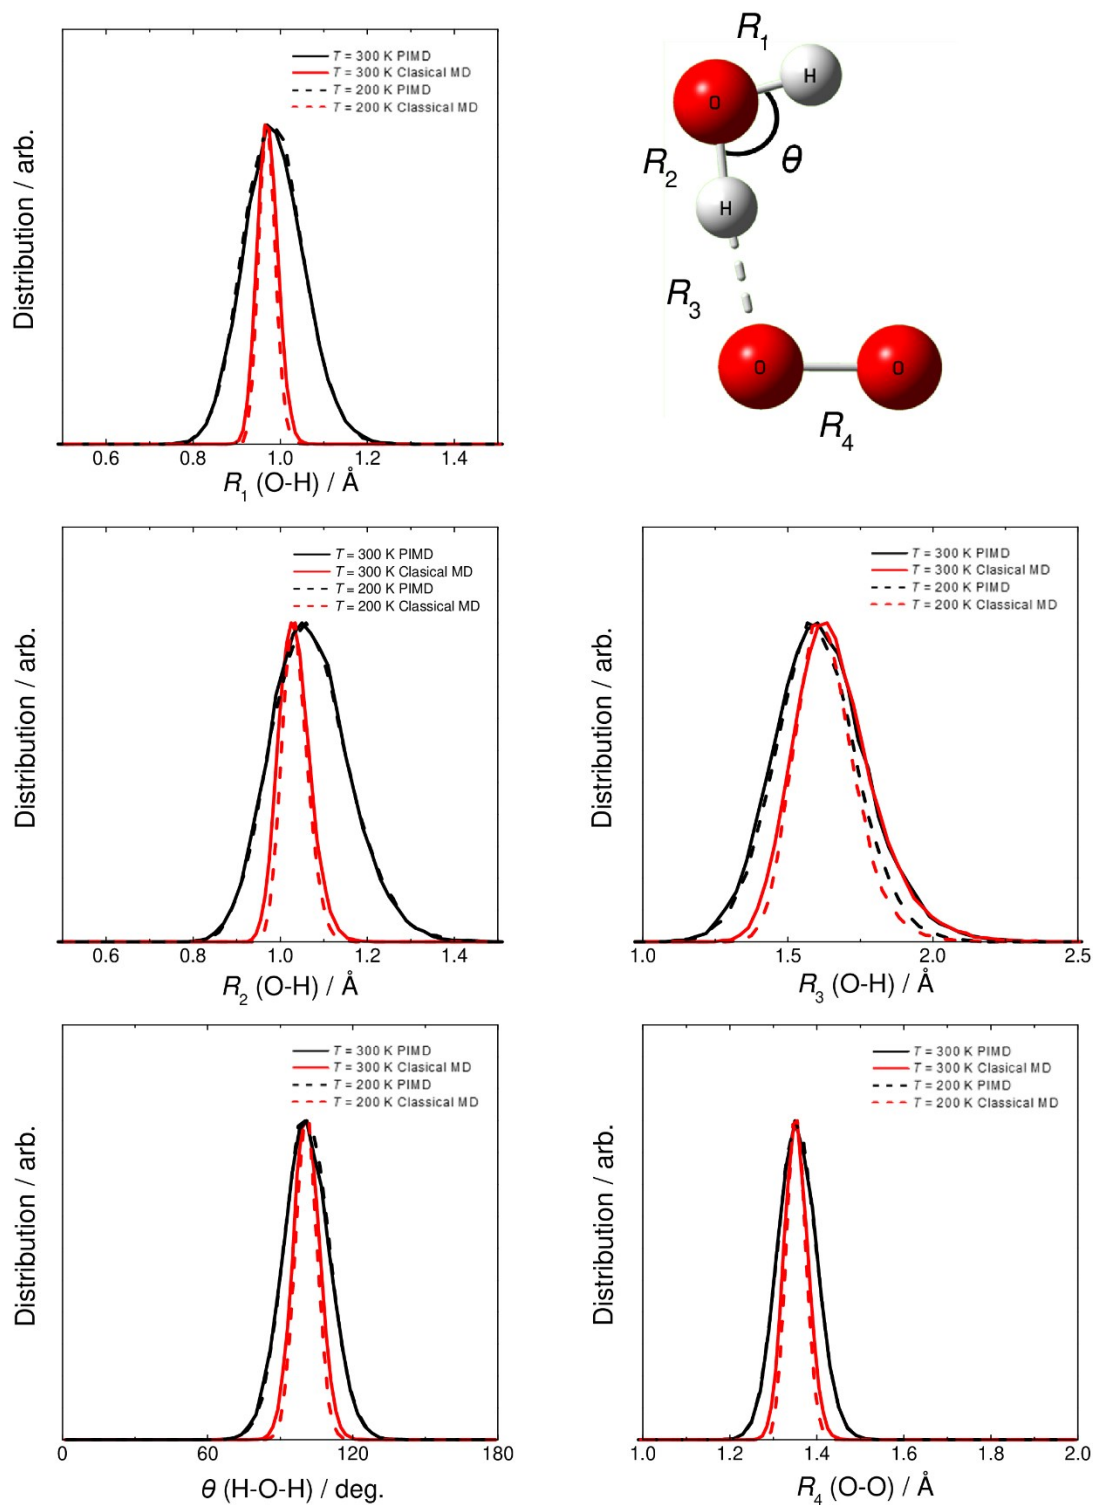 T = 300 K PIMD
T = 300 K Clasical MD
T = 200 K PIMD
T = 200 K Classical MD
Distribution / arb.
0.6 0.8 1.0 1.2 1.4
R1 (O-H) / Å
R1
H
O
θ
R2
H
R3
O
O
R4
T = 300 K PIMD
T = 300 K Clasical MD
T = 200 K PIMD
T = 200 K Classical MD
Distribution / arb.
0.6 0.8 1.0 1.2 1.4
R2 (O-H) / Å
T = 300 K PIMD
T = 300 K Clasical MD
T = 200 K PIMD
T = 200 K Classical MD
Distribution / arb.
1.0 1.5 2.0 2.5
R3 (O-H) / Å
T = 300 K PIMD
T = 300 K Clasical MD
T = 200 K PIMD
T = 200 K Classical MD
Distribution / arb.
0 60 120 180
θ (H-O-H) / deg.
T = 300 K PIMD
T = 300 K Clasical MD
T = 200 K PIMD
T = 200 K Classical MD
Distribution / arb.
1.0 1.2 1.4 1.6 1.8 2.0
R4 (O-O) / Å